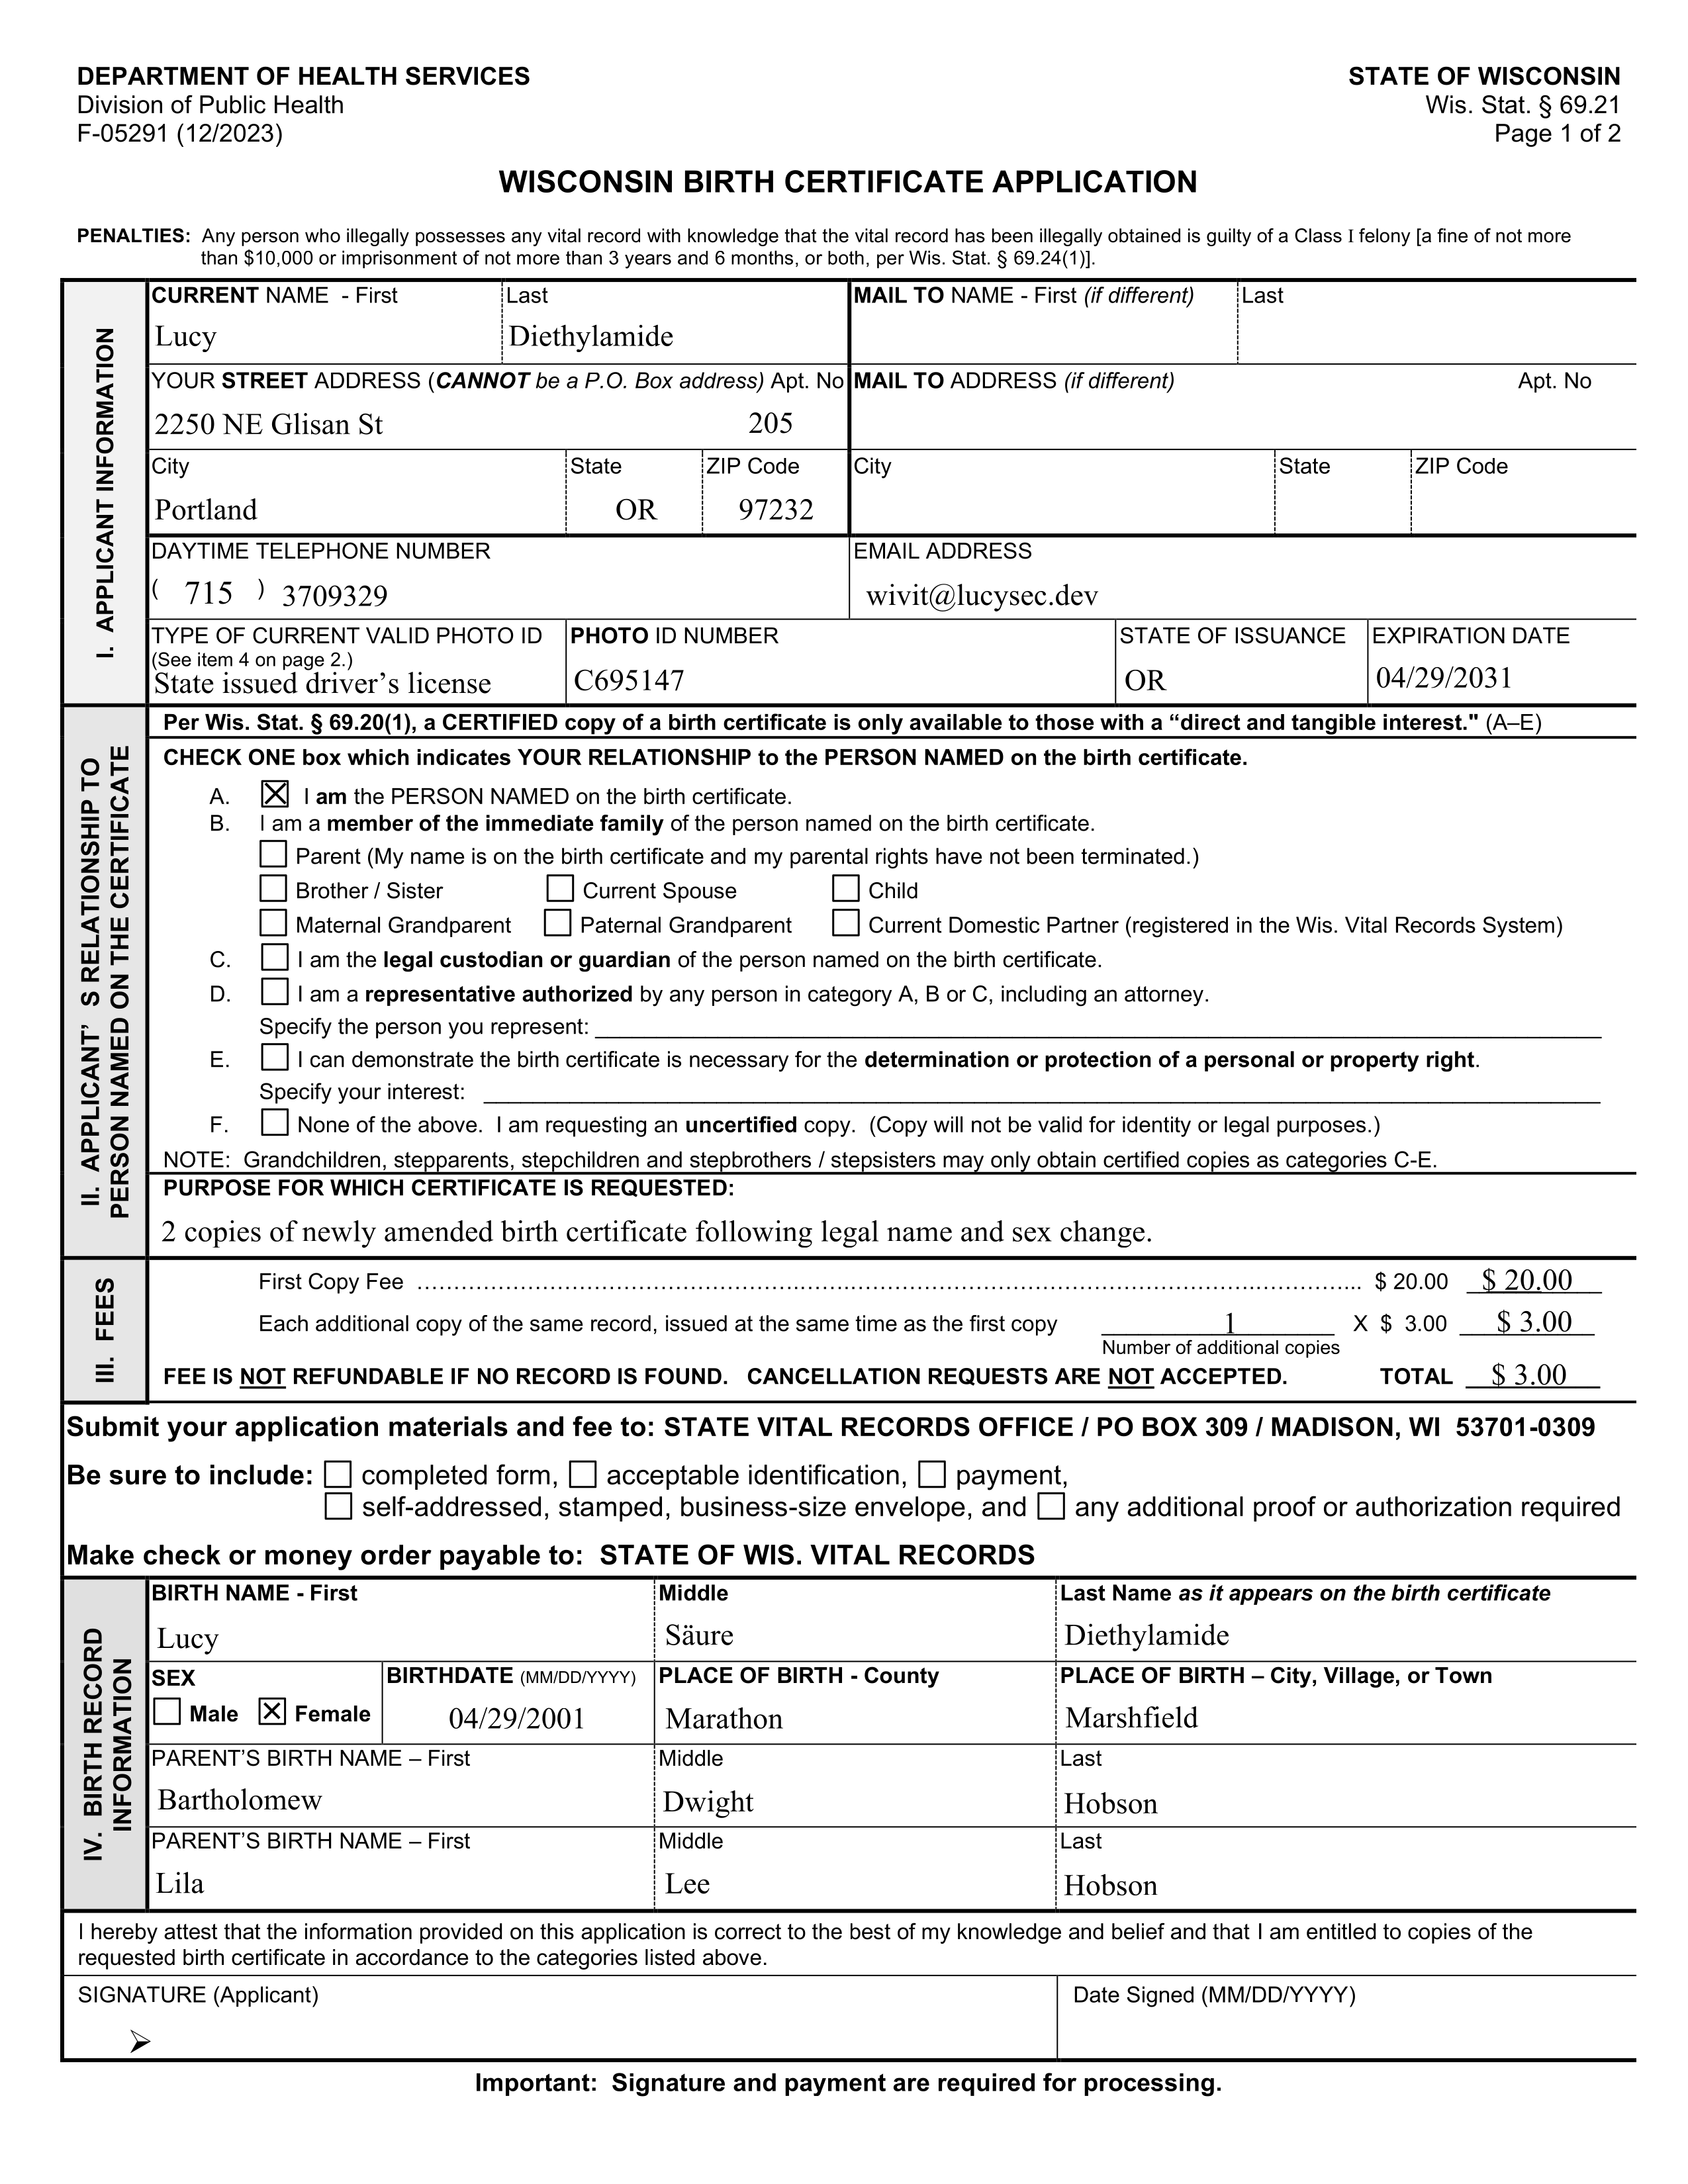 DEPARTMENT OF HEALTH SERVICES
STATE OF WISCONSIN
Division of Public Health
Wis. Stat. § 69.21
F-05291 (12/2023)
Page 1 of 2
WISCONSIN BIRTH CERTIFICATE APPLICATION
PENALTIES: Any person who illegally possesses any vital record with knowledge that the vital record has been illegally obtained is guilty of a Class I felony [a fine of not more
than $10,000 or imprisonment of not more than 3 years and 6 months, or both, per Wis. Stat. § 69.24(1)].
I. APPLICANT INFORMATION
CURRENT NAME - First Last MAIL TO NAME - First (if different) Last
Lucy Diethylamide
YOUR STREET ADDRESS (CANNOT be a P.O. Box address) Apt. No MAIL TO ADDRESS (if different) Apt. No
2250 NE Glisan St 205
City State ZIP Code City State ZIP Code
Portland OR 97232
DAYTIME TELEPHONE NUMBER EMAIL ADDRESS
( 715 ) 3709329 wivit@lucysec.dev
TYPE OF CURRENT VALID PHOTO ID PHOTO ID NUMBER STATE OF ISSUANCE EXPIRATION DATE
(See item 4 on page 2.)
State issued driver’s license C695147 OR 04/29/2031
II. APPLICANT’ S RELATIONSHIP TO
PERSON NAMED ON THE CERTIFICATE
Per Wis. Stat. § 69.20(1), a CERTIFIED copy of a birth certificate is only available to those with a “direct and tangible interest." (A–E)
CHECK ONE box which indicates YOUR RELATIONSHIP to the PERSON NAMED on the birth certificate.
A. ☒ I am the PERSON NAMED on the birth certificate.
B. I am a member of the immediate family of the person named on the birth certificate.
☐ Parent (My name is on the birth certificate and my parental rights have not been terminated.)
☐ Brother / Sister ☐ Current Spouse ☐ Child
☐ Maternal Grandparent ☐ Paternal Grandparent ☐ Current Domestic Partner (registered in the Wis. Vital Records System)
C. ☐ I am the legal custodian or guardian of the person named on the birth certificate.
D. ☐ I am a representative authorized by any person in category A, B or C, including an attorney.
Specify the person you represent:
E. ☐ I can demonstrate the birth certificate is necessary for the determination or protection of a personal or property right.
Specify your interest:
F. ☐ None of the above. I am requesting an uncertified copy. (Copy will not be valid for identity or legal purposes.)
NOTE: Grandchildren, stepparents, stepchildren and stepbrothers / stepsisters may only obtain certified copies as categories C-E.
PURPOSE FOR WHICH CERTIFICATE IS REQUESTED:
2 copies of newly amended birth certificate following legal name and sex change.
III. FEES
First Copy Fee ........................ $ 20.00 $ 20.00
Each additional copy of the same record, issued at the same time as the first copy 1 X $ 3.00 $ 3.00
Number of additional copies
FEE IS NOT REFUNDABLE IF NO RECORD IS FOUND. CANCELLATION REQUESTS ARE NOT ACCEPTED. TOTAL $ 3.00
Submit your application materials and fee to: STATE VITAL RECORDS OFFICE / PO BOX 309 / MADISON, WI 53701-0309
Be sure to include: ☐ completed form, ☐ acceptable identification, ☐ payment,
☐ self-addressed, stamped, business-size envelope, and ☐ any additional proof or authorization required
Make check or money order payable to: STATE OF WIS. VITAL RECORDS
IV. BIRTH RECORD
INFORMATION
BIRTH NAME - First Middle Last Name as it appears on the birth certificate
Lucy Säure Diethylamide
SEX BIRTHDATE (MM/DD/YYYY) PLACE OF BIRTH - County PLACE OF BIRTH – City, Village, or Town
☐ Male ☒ Female 04/29/2001 Marathon Marshfield
PARENT’S BIRTH NAME – First Middle Last
Bartholomew Dwight Hobson
PARENT’S BIRTH NAME – First Middle Last
Lila Lee Hobson
I hereby attest that the information provided on this application is correct to the best of my knowledge and belief and that I am entitled to copies of the
requested birth certificate in accordance to the categories listed above.
SIGNATURE (Applicant) Date Signed (MM/DD/YYYY)
➢
Important: Signature and payment are required for processing.